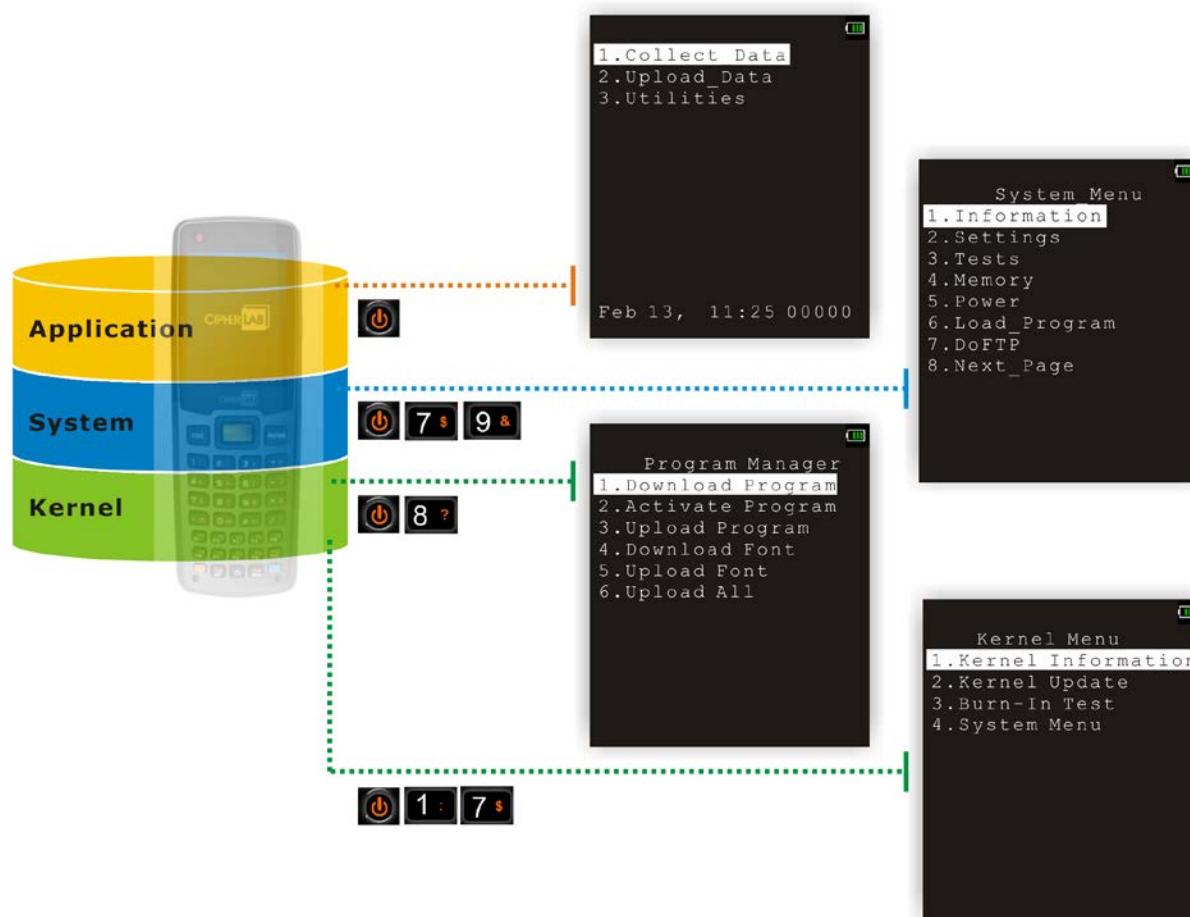 1.Collect Data
2.Upload_Data
3.Utilities
Feb 13, 11:25 00000
System_Menu
1.Information
2.Settings
3.Tests
4.Memory
5.Power
6.Load_Program
7.DoFTP
8.Next_Page
Application
CIPHERLAB
System
7 $ 9 &
Kernel
8 ?
Program Manager
1.Download Program
2.Activate Program
3.Upload Program
4.Download Font
5.Upload Font
6.Upload All
1 : 7 $
Kernel Menu
1.Kernel Information
2.Kernel Update
3.Burn-In Test
4.System Menu